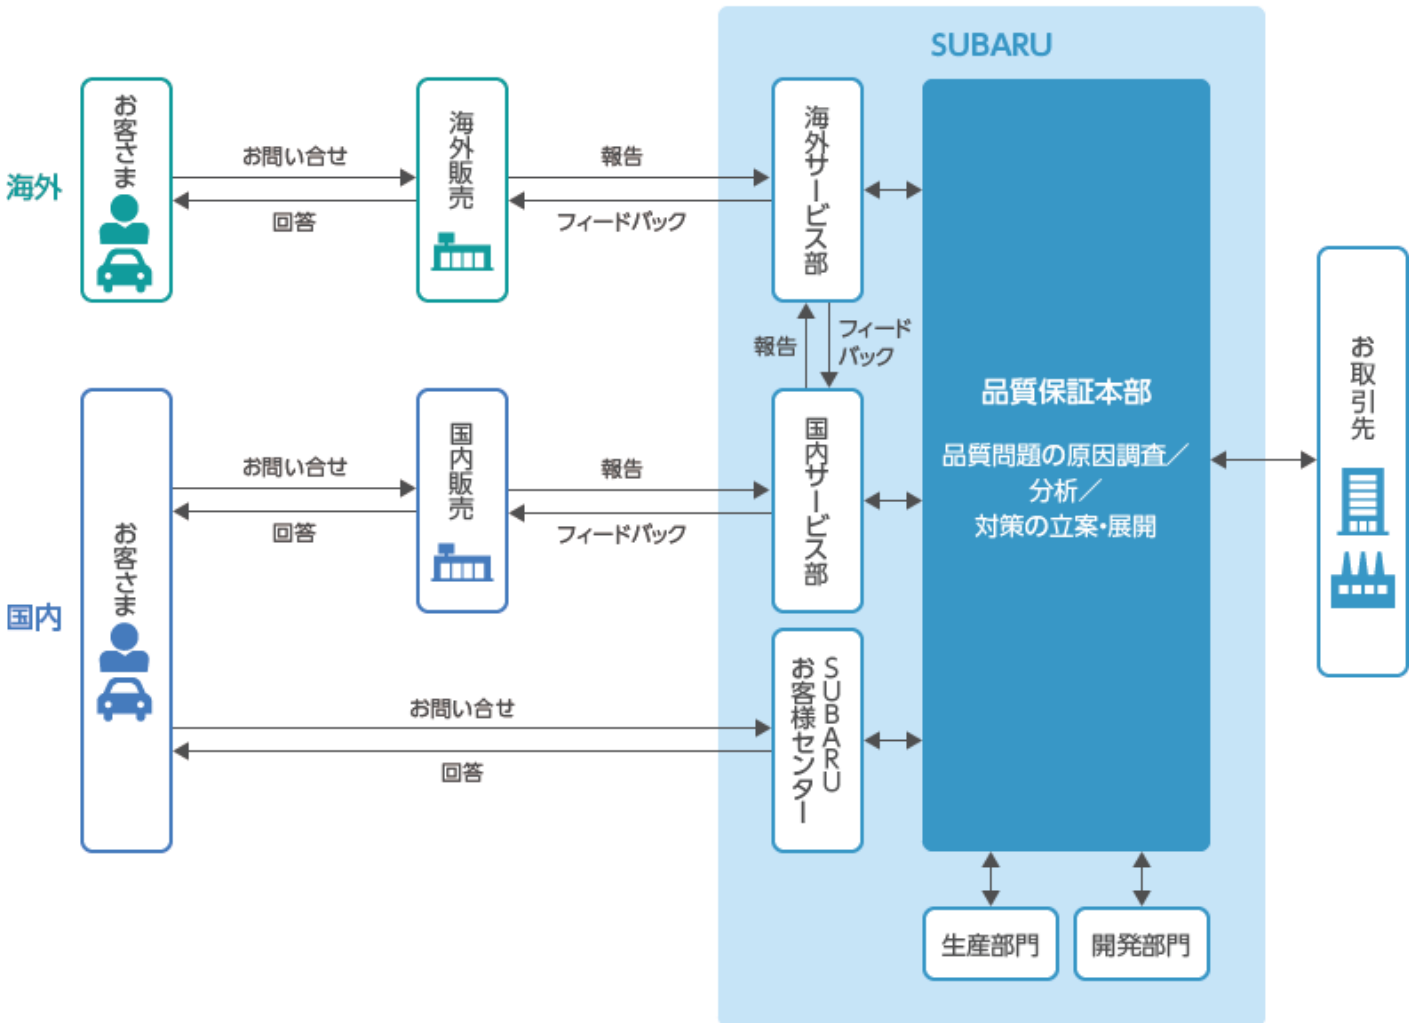 SUBARU
海外
お客さま
お問い合せ
回答
海外販売
報告
フィードバック
海外サービス部
報告
フィード
バック
国内
お客さま
お問い合せ
回答
国内販売
報告
フィードバック
国内サービス部
お問い合せ
回答
SUBARU
お客様センター
品質保証本部
品質問題の原因調査／
分析／
対策の立案・展開
お取引先
生産部門
開発部門